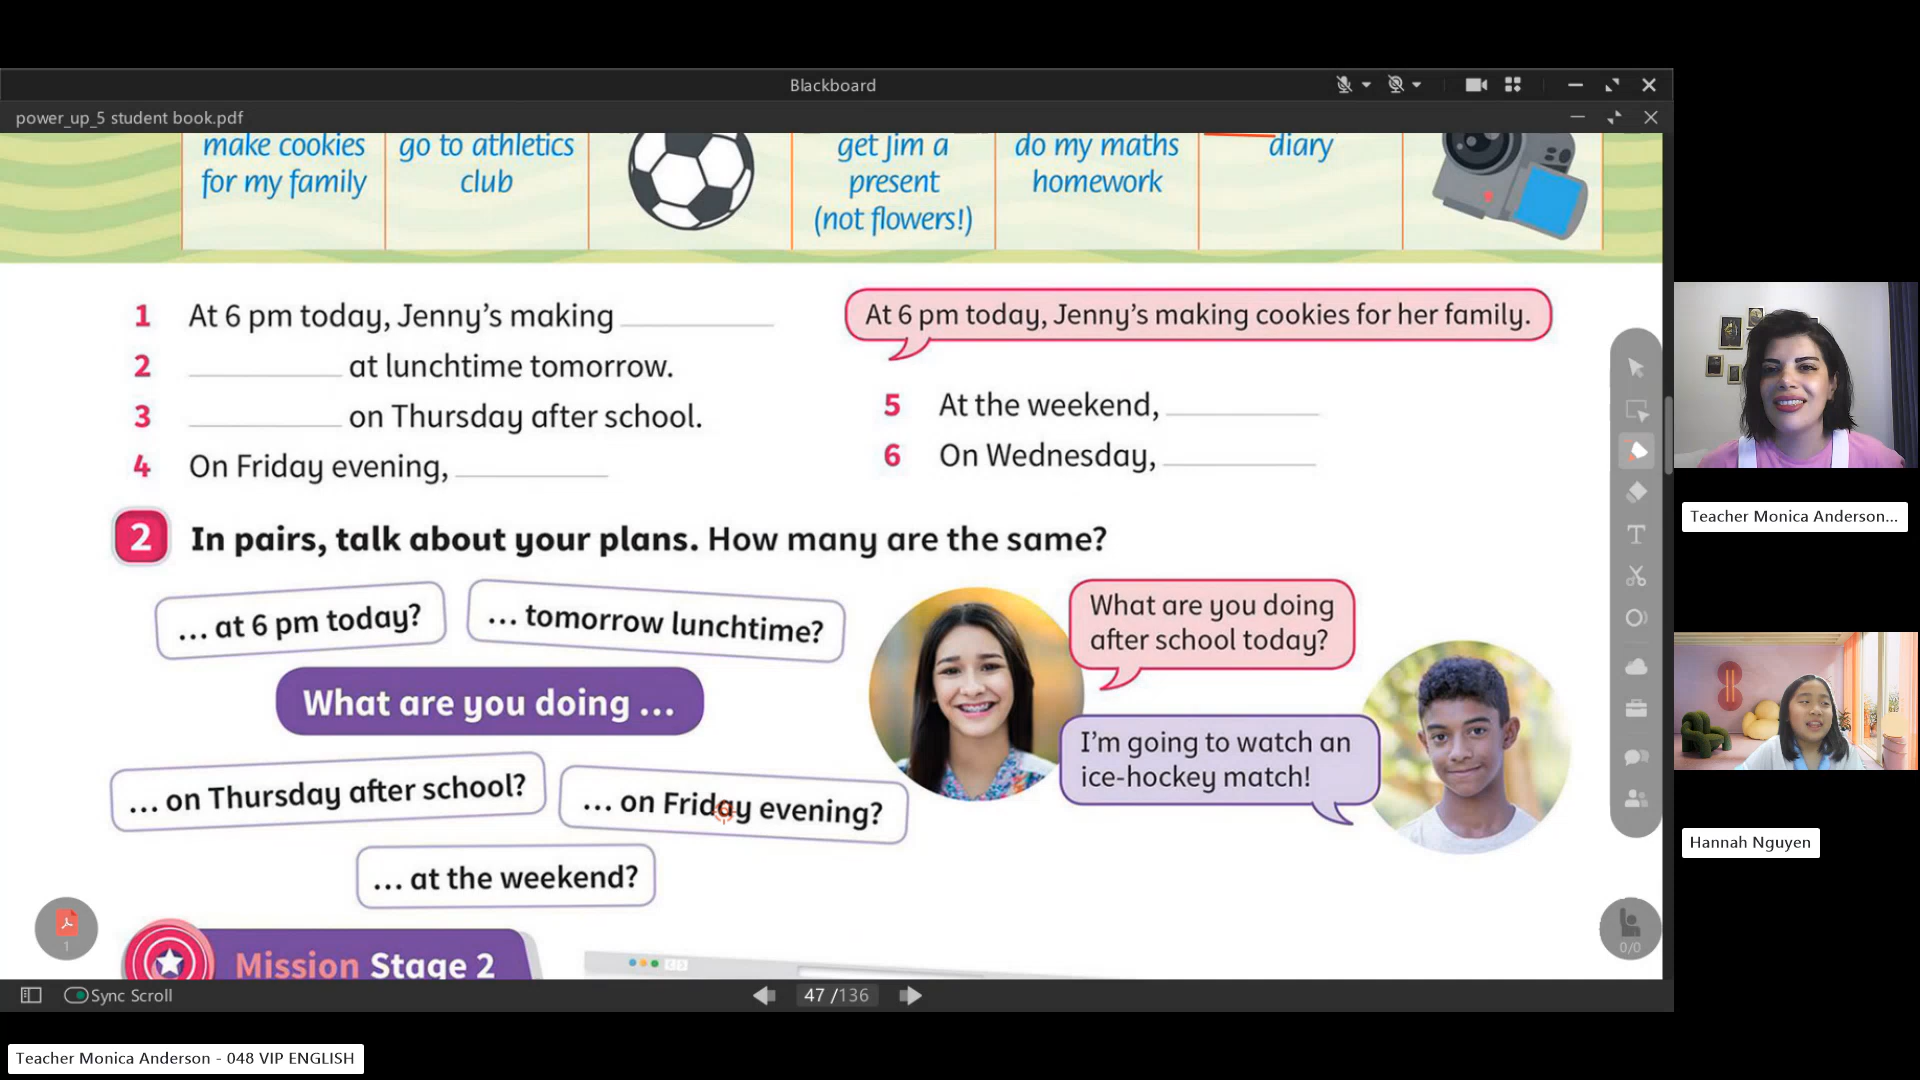 Blackboard
power_up_5 student book.pdf
make cookies
for my family
go to athletics
club
get Jim a
present
(not flowers!)
do my maths
homework
diary
1 At 6 pm today, Jenny's making
2 at lunchtime tomorrow.
3 on Thursday after school.
4 On Friday evening,
At 6 pm today, Jenny's making cookies for her family.
5 At the weekend,
6 On Wednesday,
2 In pairs, talk about your plans. How many are the same?
... at 6 pm today?
... tomorrow lunchtime?
What are you doing ...
... on Thursday after school?
... on Friday evening?
... at the weekend?
What are you doing
after school today?
I'm going to watch an
ice-hockey match!
Mission Stage 2
1
0/0
Sync Scroll
47 /136
Teacher Monica Anderson...
Hannah Nguyen
Teacher Monica Anderson - 048 VIP ENGLISH